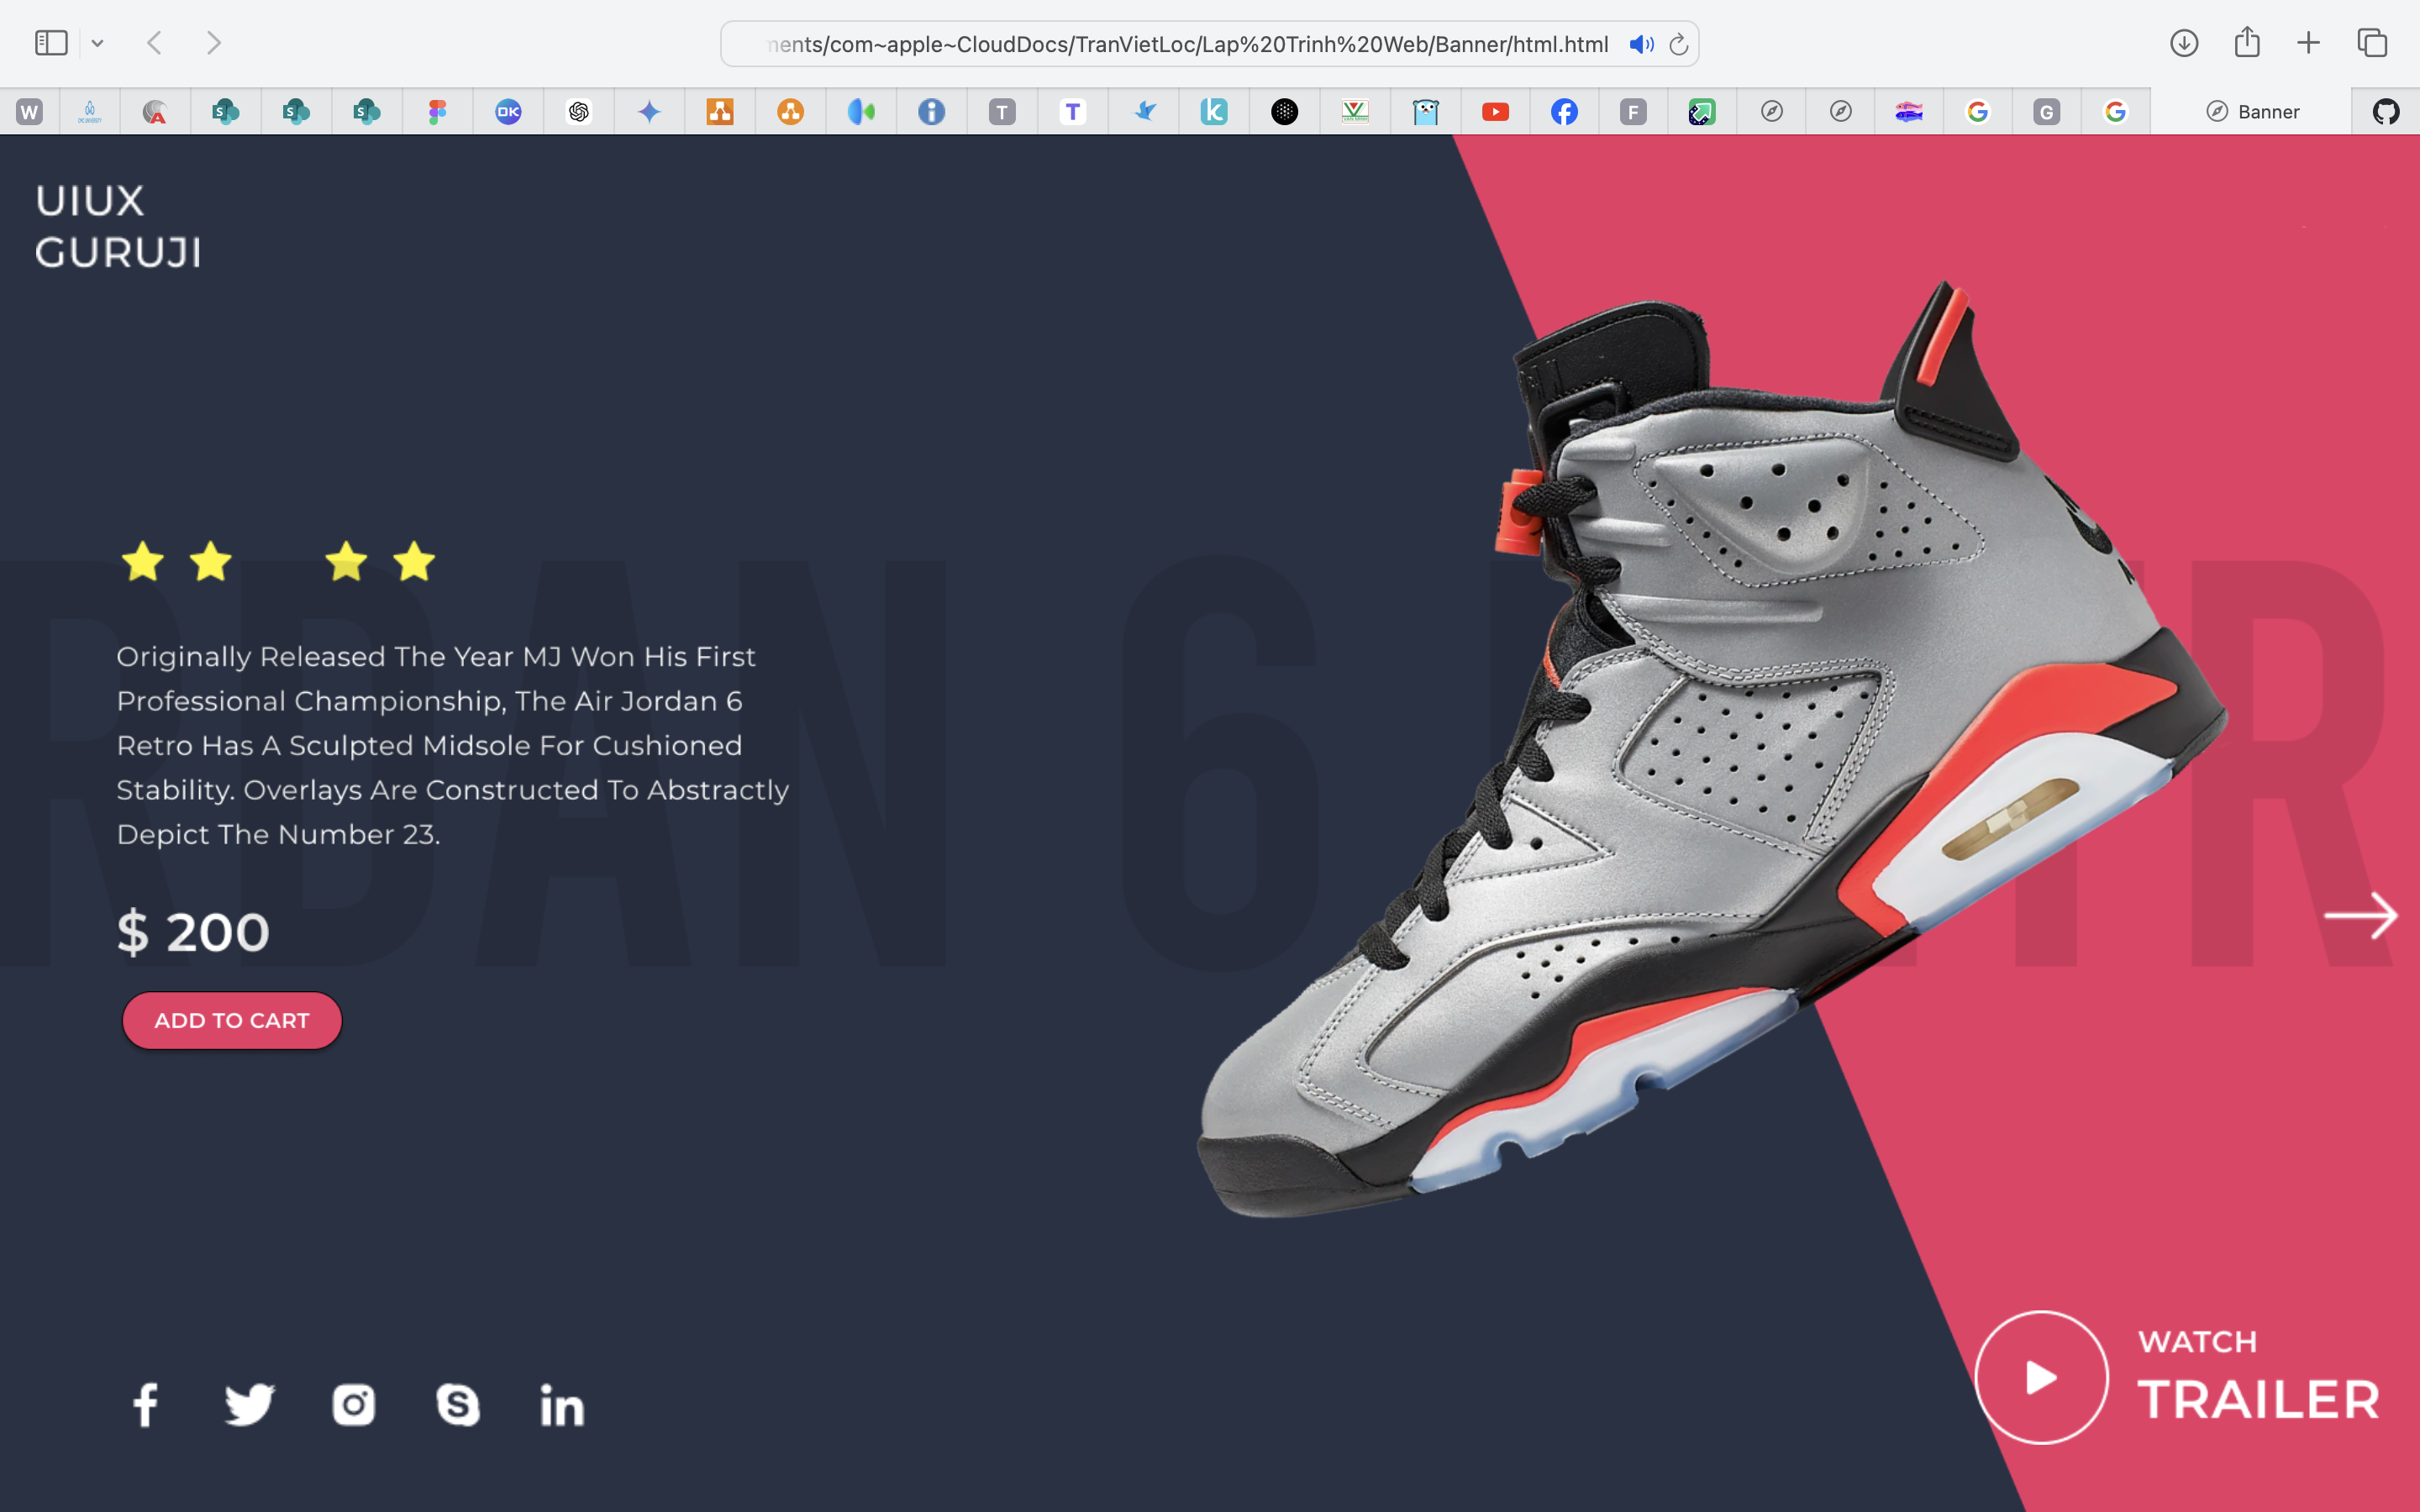 ments/com~apple~CloudDocs/TranVietLoc/Lap%20Trinh%20Web/Banner/html.html
Banner
UIUX
GURUJI
RDAN 6 R
Originally Released The Year MJ Won His First
Professional Championship, The Air Jordan 6
Retro Has A Sculpted Midsole For Cushioned
Stability. Overlays Are Constructed To Abstractly
Depict The Number 23.
$ 200
ADD TO CART
WATCH
TRAILER